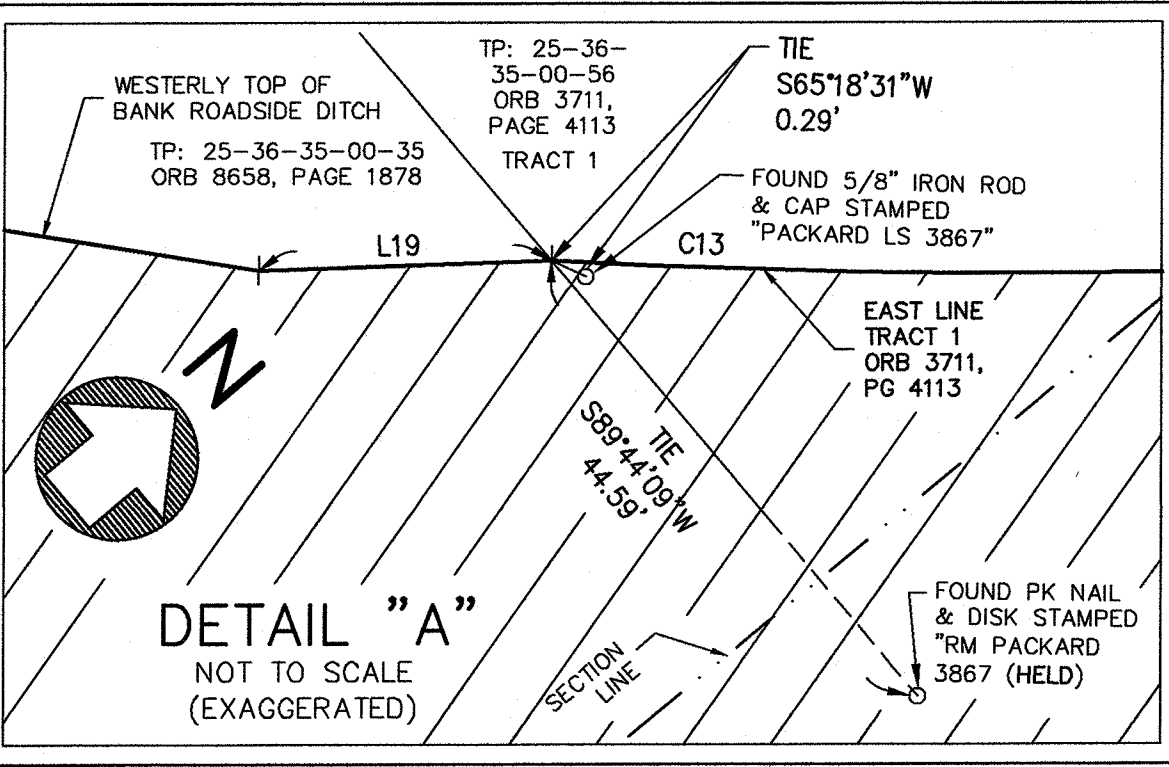 WESTERLY TOP OF
BANK ROADSIDE DITCH
TP: 25-36-35-00-35
ORB 8658, PAGE 1878
TP: 25-36-
35-00-56
ORB 3711,
PAGE 4113
TRACT 1
TIE
S65°18'31"W
0.29'
FOUND 5/8" IRON ROD
& CAP STAMPED
"PACKARD LS 3867"
L19
C13
EAST LINE
TRACT 1
ORB 3711,
PG 4113
N
TIE
S89°44'09"W
44.59'
DETAIL "A"
NOT TO SCALE
(EXAGGERATED)
SECTION
LINE
FOUND PK NAIL
& DISK STAMPED
"RM PACKARD
3867 (HELD)